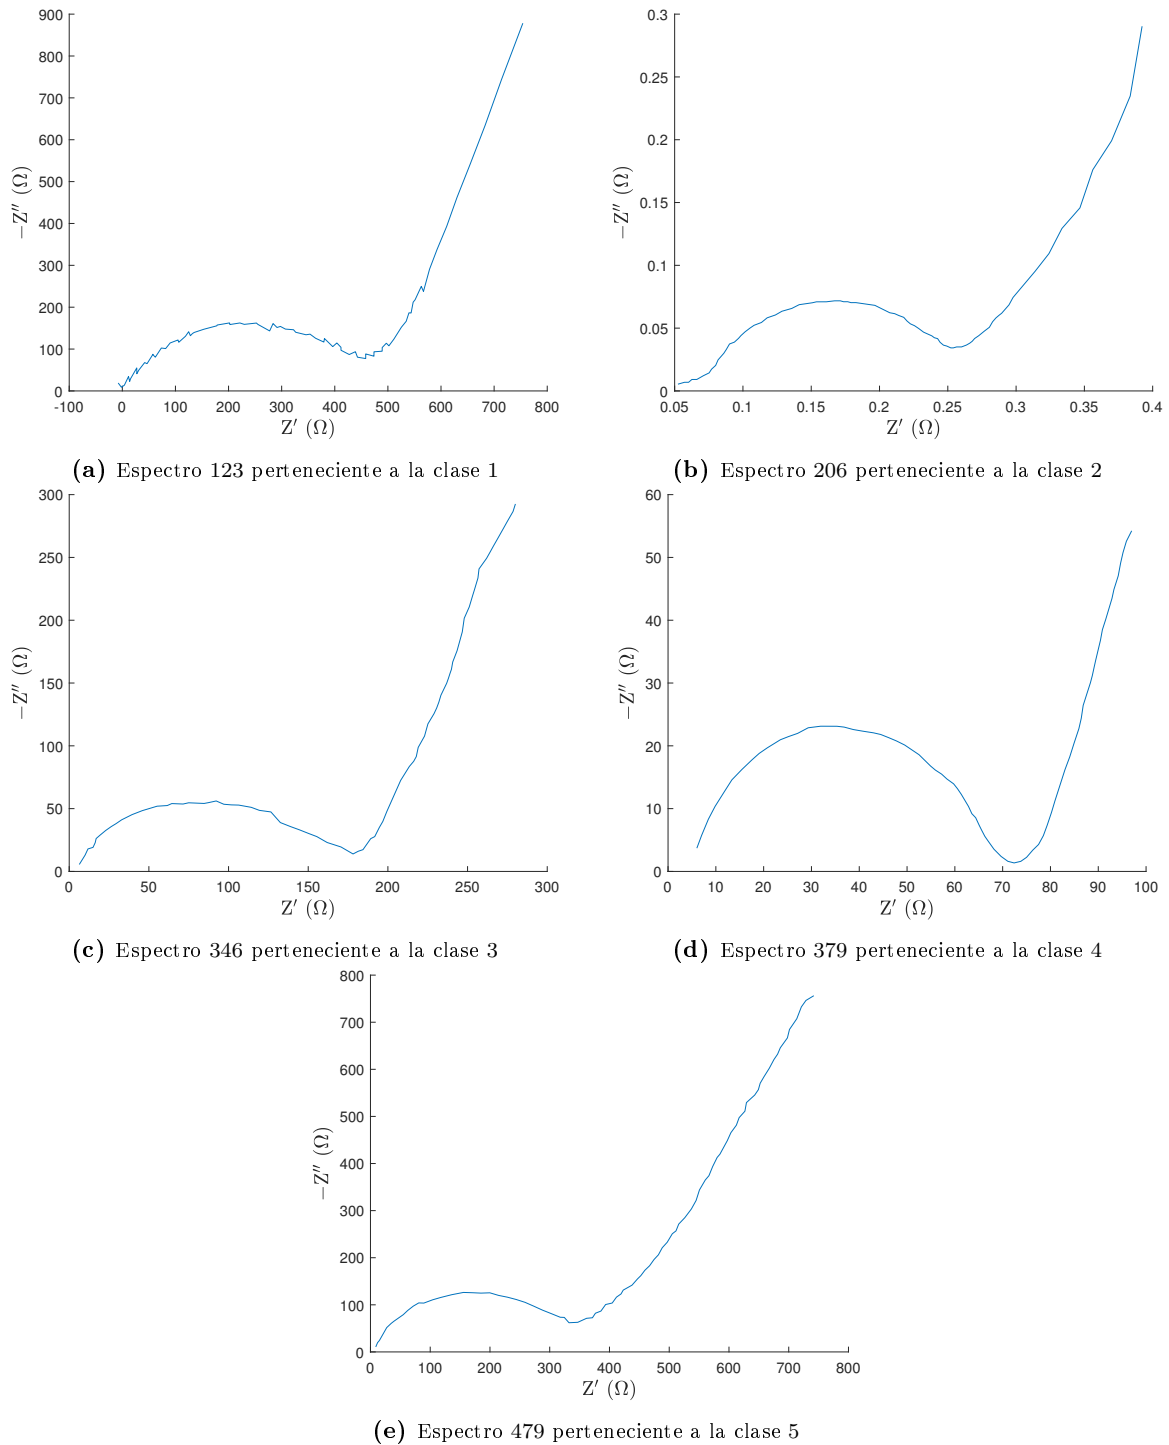 900
800
700
600
500
400
300
200
100
0
-100 0 100 200 300 400 500 600 700 800
−Z″ (Ω)
Z′ (Ω)
(a) Espectro 123 perteneciente a la clase 1
0.3
0.25
0.2
0.15
0.1
0.05
0
0.05 0.1 0.15 0.2 0.25 0.3 0.35 0.4
−Z″ (Ω)
Z′ (Ω)
(b) Espectro 206 perteneciente a la clase 2
300
250
200
150
100
50
0
0 50 100 150 200 250 300
−Z″ (Ω)
Z′ (Ω)
(c) Espectro 346 perteneciente a la clase 3
60
50
40
30
20
10
0
0 10 20 30 40 50 60 70 80 90 100
−Z″ (Ω)
Z′ (Ω)
(d) Espectro 379 perteneciente a la clase 4
800
700
600
500
400
300
200
100
0
0 100 200 300 400 500 600 700 800
−Z″ (Ω)
Z′ (Ω)
(e) Espectro 479 perteneciente a la clase 5